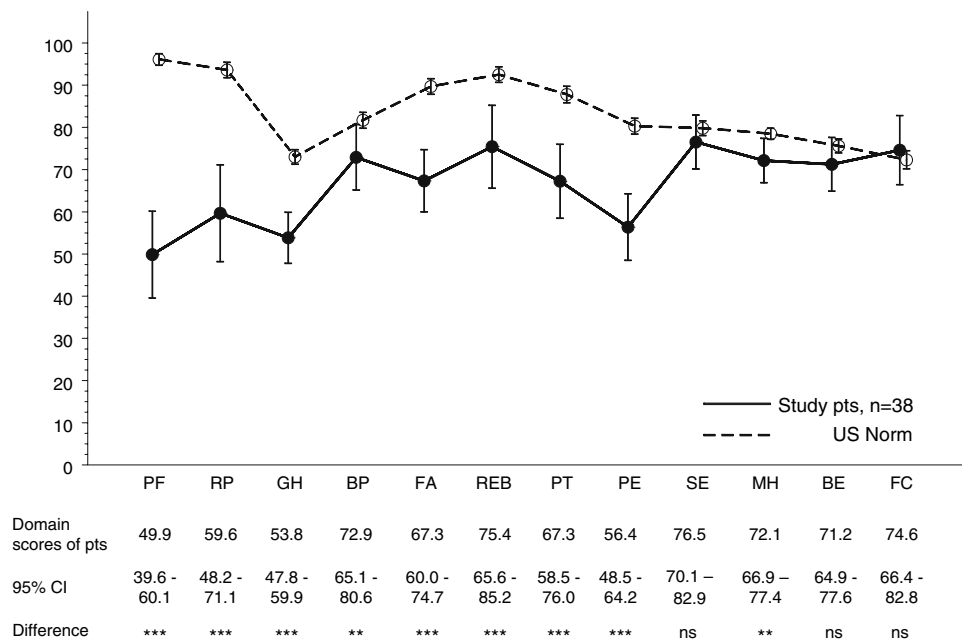 100
90
80
70
60
50
40
30
20
10
0
Study pts, n=38
US Norm
PF RP GH BP FA REB PT PE SE MH BE FC
Domain
scores of pts 49.9 59.6 53.8 72.9 67.3 75.4 67.3 56.4 76.5 72.1 71.2 74.6
95% CI 39.6 - 48.2 - 47.8 - 65.1 - 60.0 - 65.6 - 58.5 - 48.5 - 70.1 – 66.9 – 64.9 - 66.4 -
60.1 71.1 59.9 80.6 74.7 85.2 76.0 64.2 82.9 77.4 77.6 82.8
Difference *** *** *** ** *** *** *** *** ns ** ns ns